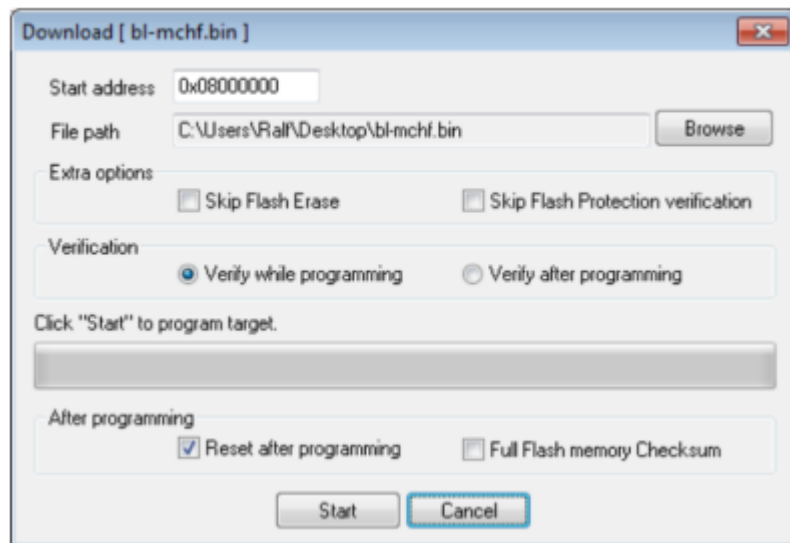 Download [ bl-mchf.bin ]
Start address 0x08000000
File path C:\Users\Ralf\Desktop\bl-mchf.bin Browse
Extra options
Skip Flash Erase Skip Flash Protection verification
Verification
Verify while programming Verify after programming
Click "Start" to program target.
After programming
Reset after programming Full Flash memory Checksum
Start Cancel